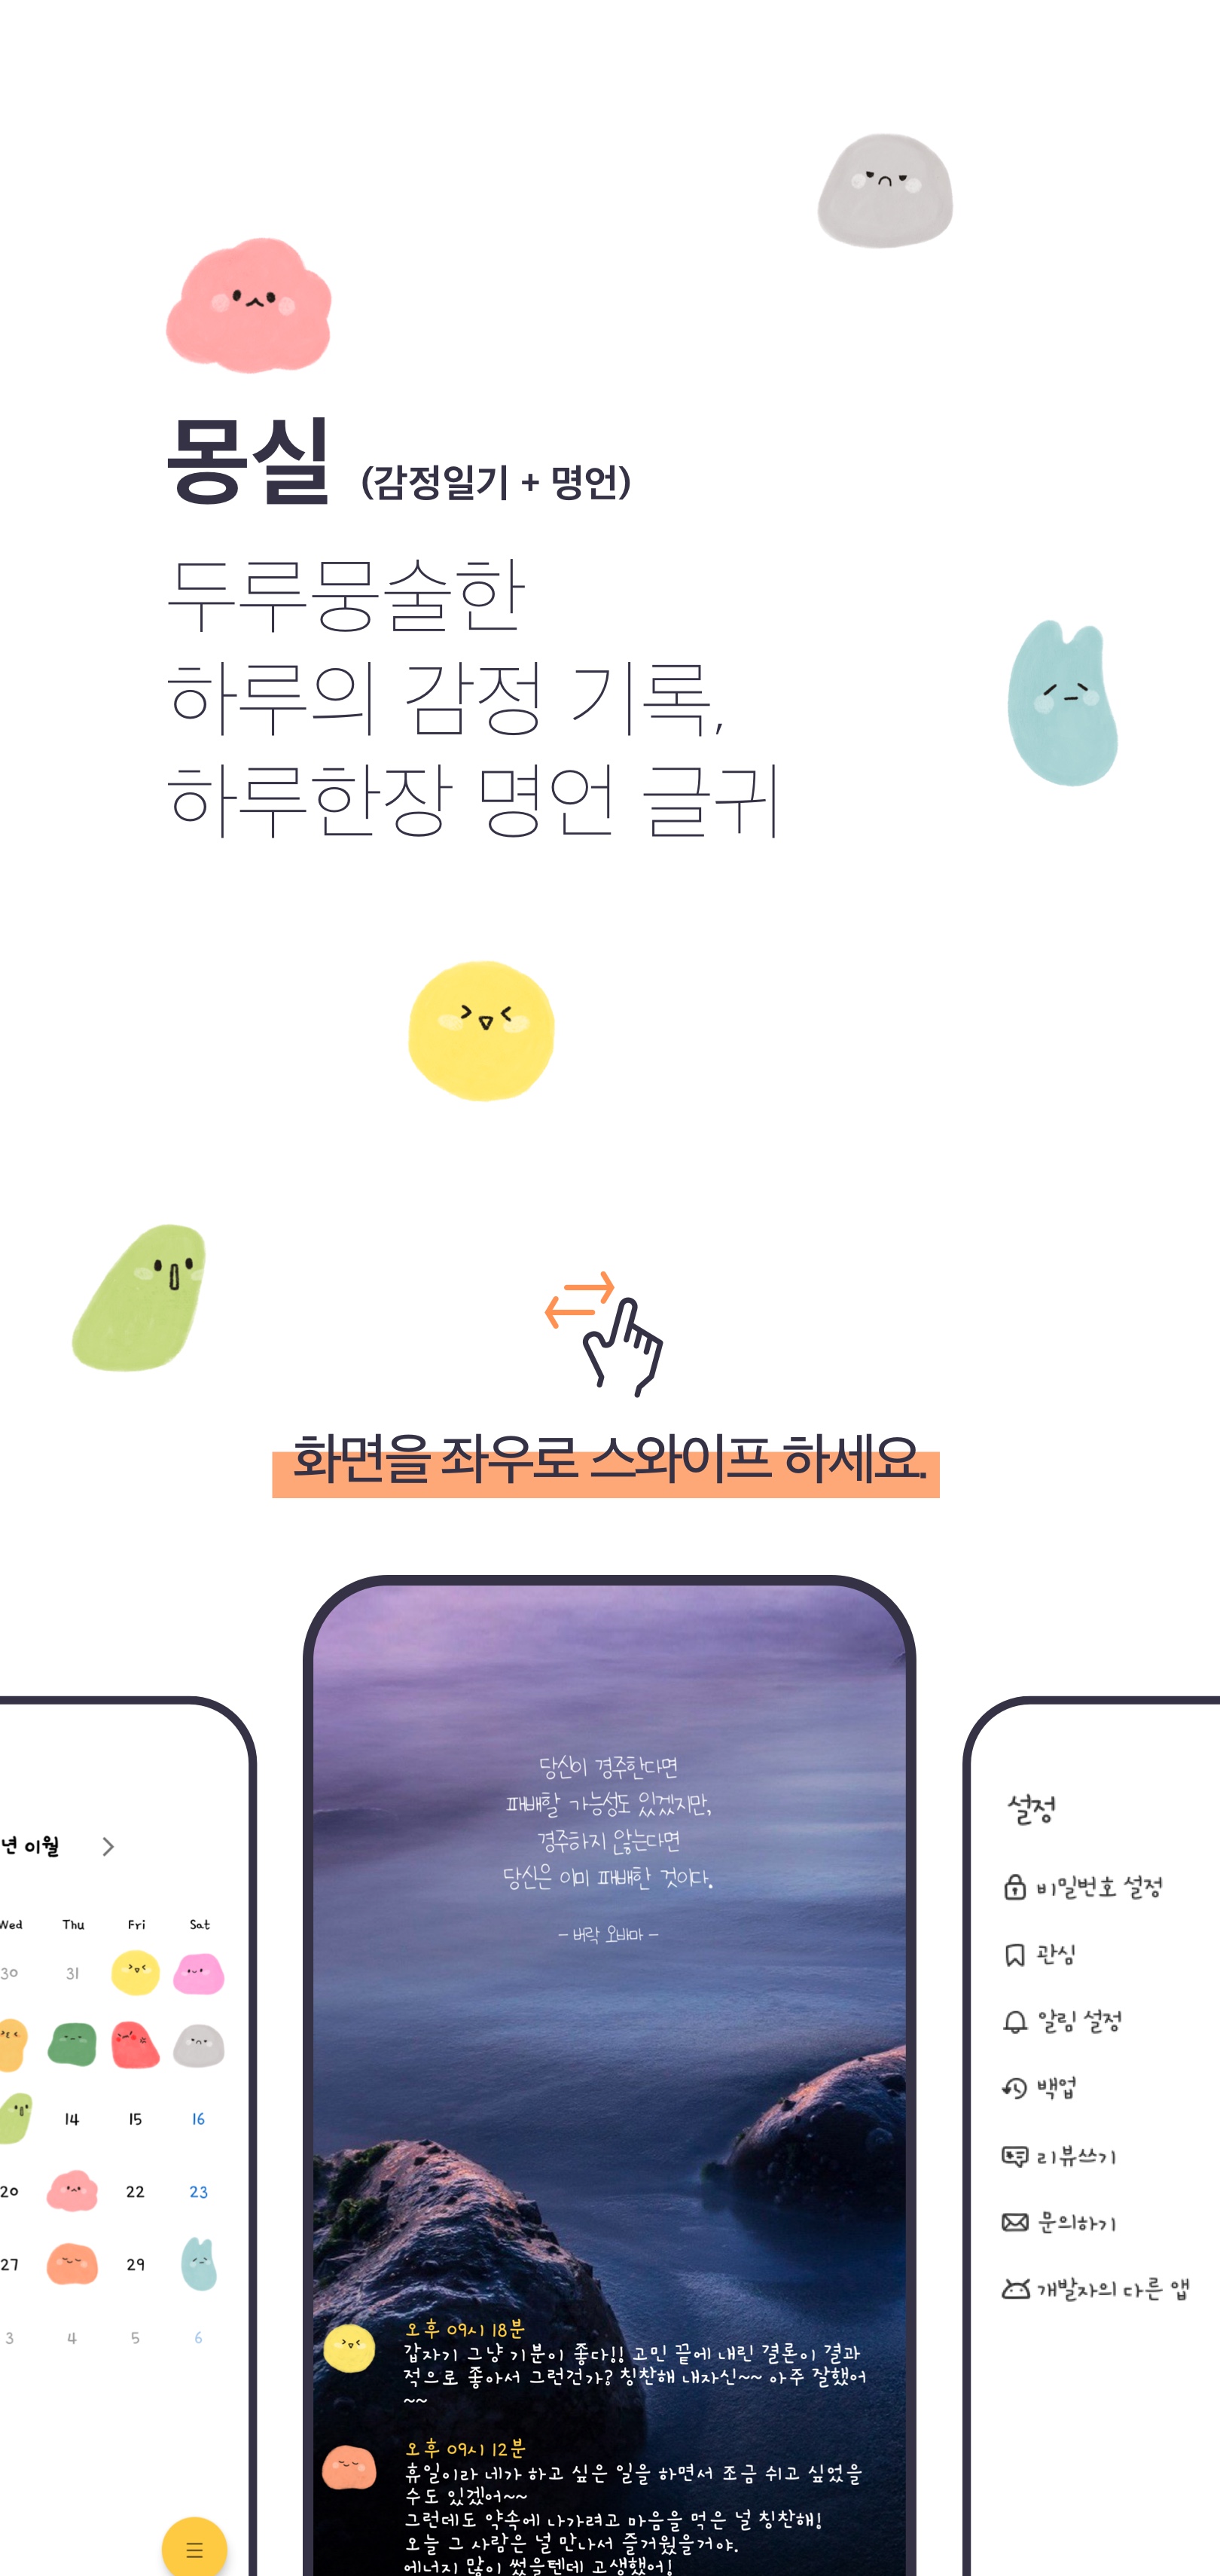 몽실 (감정일기 + 명언)
두루뭉술한
하루의 감정 기록,
하루한장 명언 글귀
화면을 좌우로 스와이프 하세요.
년 이월
Wed Thu Fri Sat
30 31
14 15 16
20 22 23
27 29
3 4 5 6
당신이 경주한다면
패배할 가능성도 있겠지만,
경주하지 않는다면
당신은 이미 패배한 것이다.
- 버락 오바마 -
오후 09시 18분
갑자기 그냥 기분이 좋다!! 고민 끝에 내린 결론이 결과
적으로 좋아서 그런건가? 칭찬해 내자신~~ 아주 잘했어
~~
오후 09시 12분
휴일이라 네가 하고 싶은 일을 하면서 조금 쉬고 싶었을
수도 있겠어~~
그런데도 약속에 나가려고 마음을 먹은 널 칭찬해!
오늘 그 사람은 널 만나서 즐거웠을거야.
에너지 많이 썼을텐데 고생했어!
설정
비밀번호 설정
관심
알림 설정
백업
리뷰쓰기
문의하기
개발자의 다른 앱